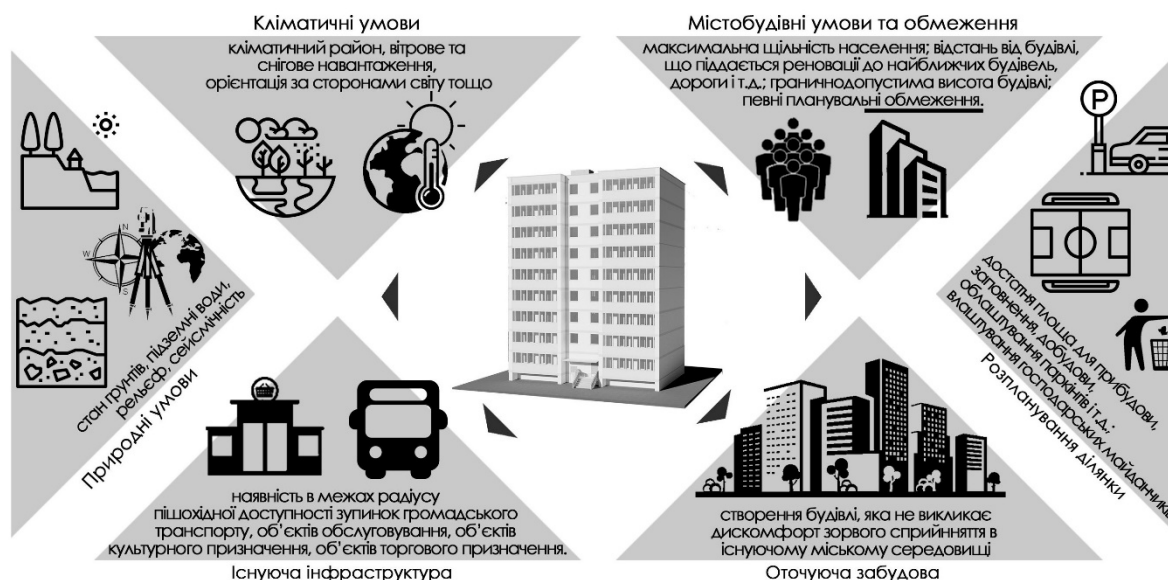 Кліматичні умови
кліматичний район, вітрове та
снігове навантаження,
орієнтація за сторонами світу тощо
Містобудівні умови та обмеження
максимальна щільність населення; відстань від будівлі,
що піддається реновації до найближчих будівель,
дороги і т.д.; граничнодопустима висота будівлі;
певні планувальні обмеження.
P
N
W
S
стан грунтів, підземні води,
рельєф, сейсмічність
Природні умови
достатня площа для прибудови,
заповнення, добудови,
облаштування паркінгів і т.д.;
влаштування господарських майданчиків
Розпланування ділянки
наявність в межах радіусу
пішохідної доступності зупинок громадського
транспорту, об'єктів обслуговування, об'єктів
культурного призначення, об'єктів торгового призначення.
Існуюча інфраструктура
створення будівлі, яка не викликає
дискомфорт зорового сприйняття в
існуючому міському середовищі
Оточуюча забудова